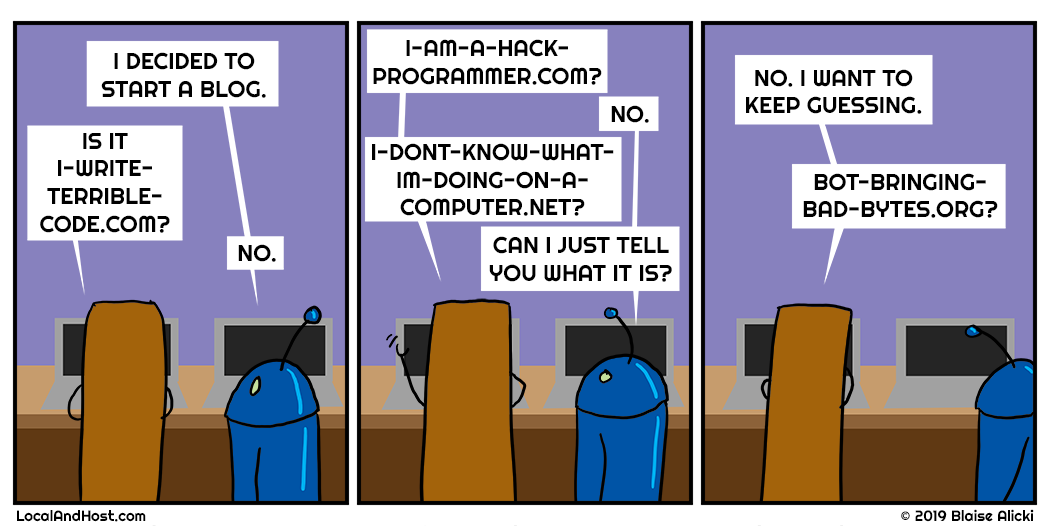 I DECIDED TO
START A BLOG.
IS IT
I-WRITE-
TERRIBLE-
CODE.COM?
NO.
I-AM-A-HACK-
PROGRAMMER.COM?
NO.
I-DONT-KNOW-WHAT-
IM-DOING-ON-A-
COMPUTER.NET?
CAN I JUST TELL
YOU WHAT IT IS?
NO. I WANT TO
KEEP GUESSING.
BOT-BRINGING-
BAD-BYTES.ORG?
LocalAndHost.com
© 2019 Blaise Alicki